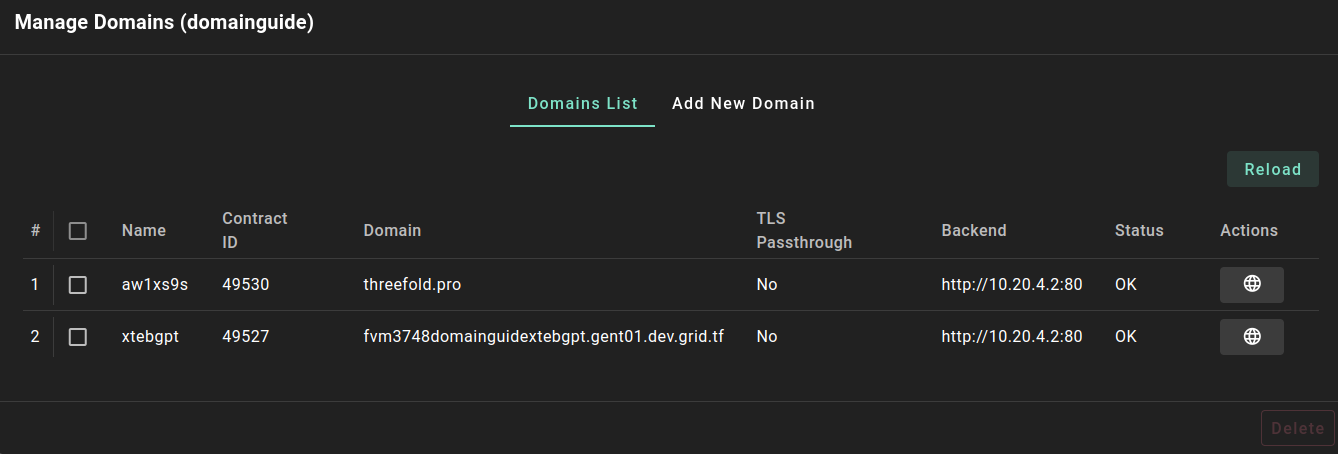 Manage Domains (domainguide)
Domains List Add New Domain
Reload
# Name Contract ID Domain TLS Passthrough Backend Status Actions
1 aw1xs9s 49530 threefold.pro No http://10.20.4.2:80 OK
2 xtebgpt 49527 fvm3748domainguidextebgpt.gent01.dev.grid.tf No http://10.20.4.2:80 OK
Delete